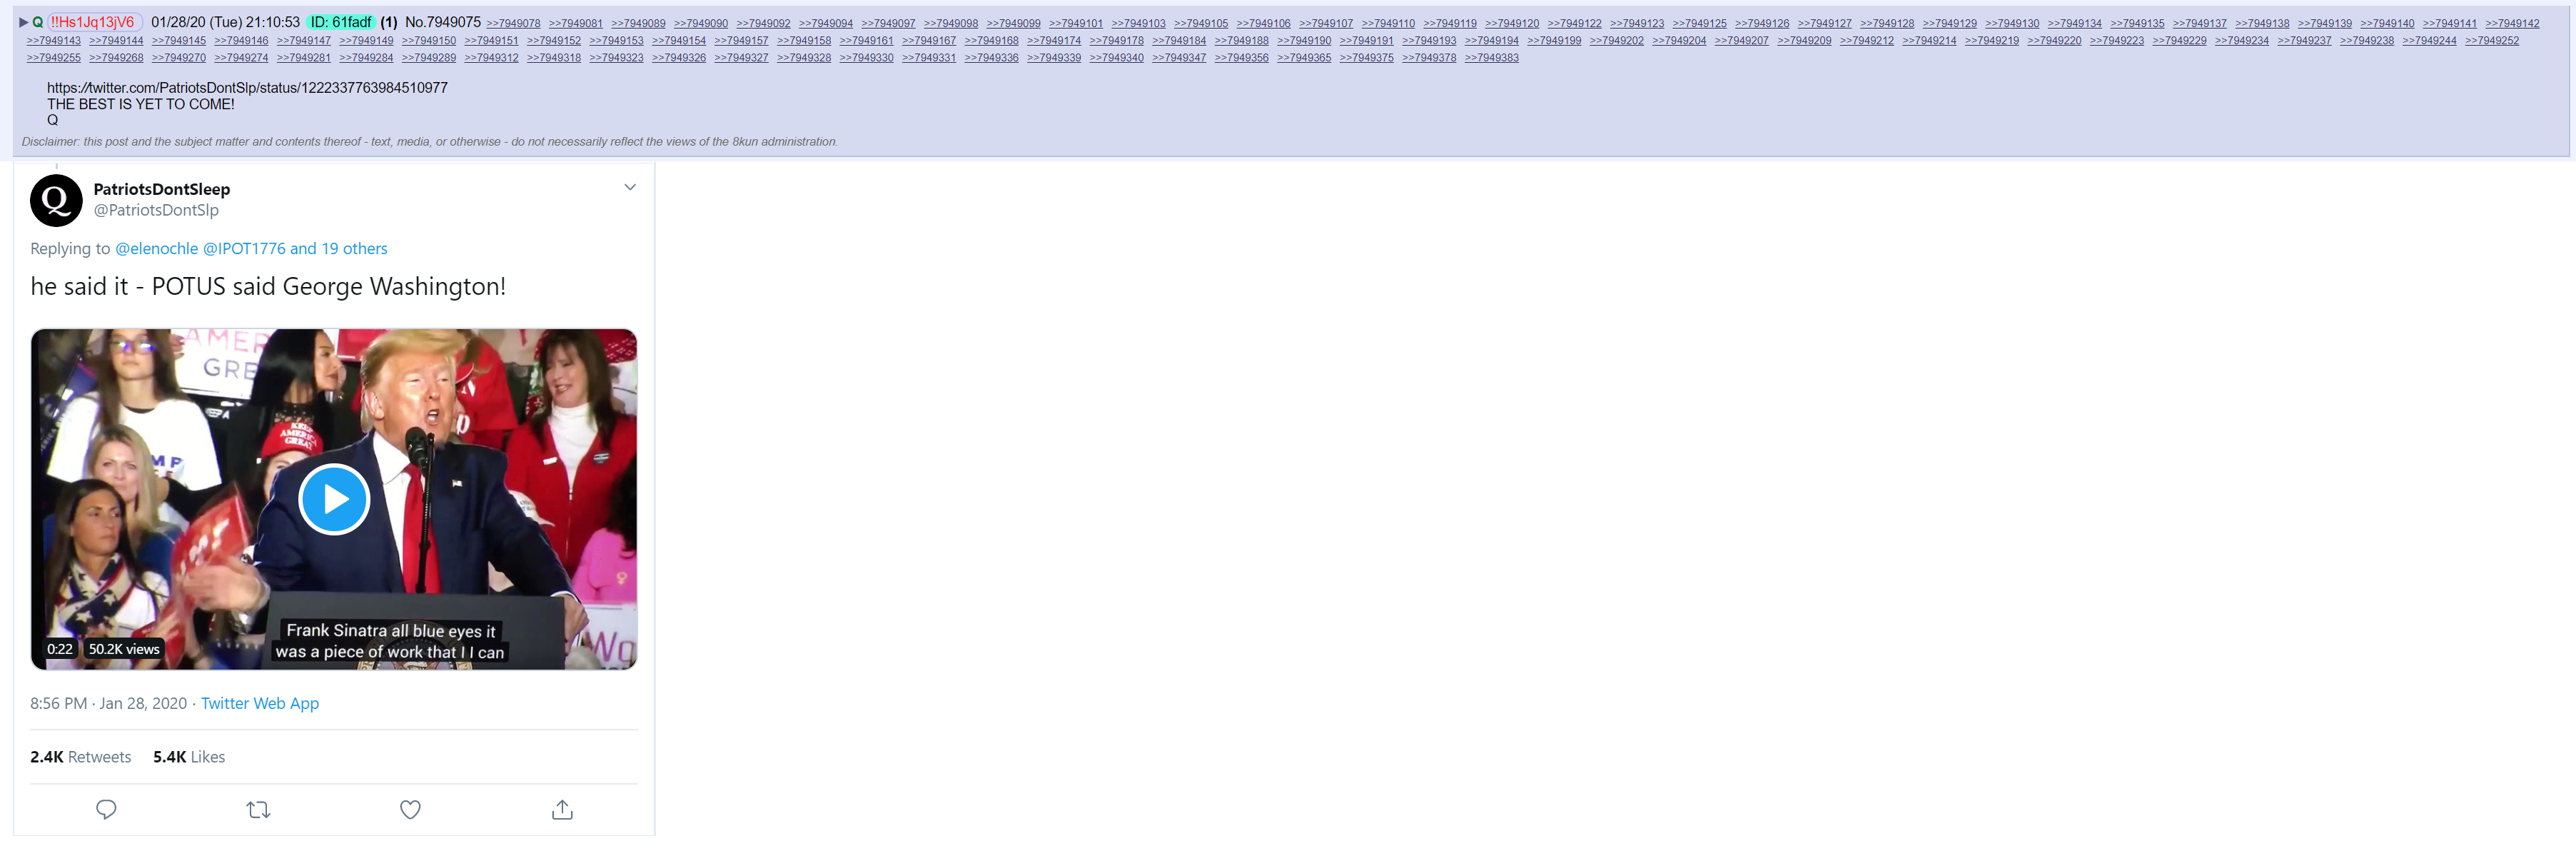 ▶ Q !!Hs1Jq13jV6 01/28/20 (Tue) 21:10:53 ID: 61fadf (1) No.7949075 >>7949078 >>7949081 >>7949089 >>7949090 >>7949092 >>7949094 >>7949097 >>7949098 >>7949099 >>7949101 >>7949103 >>7949105 >>7949106 >>7949107 >>7949110 >>7949119 >>7949120 >>7949122 >>7949123 >>7949125 >>7949126 >>7949127 >>7949128 >>7949129 >>7949130 >>7949134 >>7949135 >>7949137 >>7949138 >>7949139 >>7949140 >>7949141 >>7949142
>>7949143 >>7949144 >>7949145 >>7949146 >>7949147 >>7949149 >>7949150 >>7949151 >>7949152 >>7949153 >>7949154 >>7949157 >>7949158 >>7949161 >>7949167 >>7949168 >>7949174 >>7949178 >>7949184 >>7949188 >>7949190 >>7949191 >>7949193 >>7949194 >>7949199 >>7949202 >>7949204 >>7949207 >>7949209 >>7949212 >>7949214 >>7949219 >>7949220 >>7949223 >>7949229 >>7949234 >>7949237 >>7949238 >>7949244 >>7949252
>>7949255 >>7949268 >>7949270 >>7949274 >>7949281 >>7949284 >>7949289 >>7949312 >>7949318 >>7949323 >>7949326 >>7949327 >>7949328 >>7949330 >>7949331 >>7949336 >>7949339 >>7949340 >>7949347 >>7949356 >>7949365 >>7949375 >>7949378 >>7949383
https://twitter.com/PatriotsDontSlp/status/1222337763984510977
THE BEST IS YET TO COME!
Q
Disclaimer: this post and the subject matter and contents thereof - text, media, or otherwise - do not necessarily reflect the views of the 8kun administration.
Q
PatriotsDontSleep
@PatriotsDontSlp
Replying to @elenochle @IPOT1776 and 19 others
he said it - POTUS said George Washington!
AMER
GRE
KEEP
AMERICA
GREAT
MP
Wo
Frank Sinatra all blue eyes it
was a piece of work that I I can
0:22 50.2K views
8:56 PM · Jan 28, 2020 · Twitter Web App
2.4K Retweets 5.4K Likes